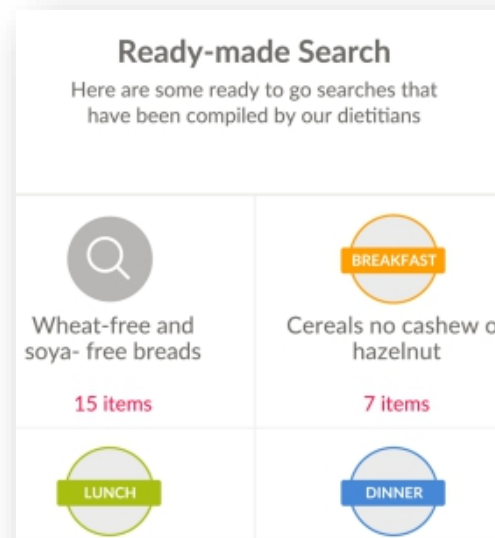 Ready-made Search
Here are some ready to go searches that
have been compiled by our dietitians
BREAKFAST
Wheat-free and
soya- free breads
Cereals no cashew o
hazelnut
15 items
7 items
LUNCH
DINNER